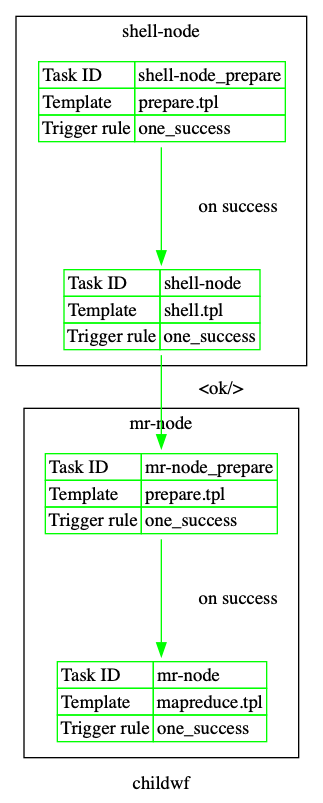 shell-node
Task ID shell-node_prepare
Template prepare.tpl
Trigger rule one_success
on success
Task ID shell-node
Template shell.tpl
Trigger rule one_success
<ok/>
mr-node
Task ID mr-node_prepare
Template prepare.tpl
Trigger rule one_success
on success
Task ID mr-node
Template mapreduce.tpl
Trigger rule one_success
childwf